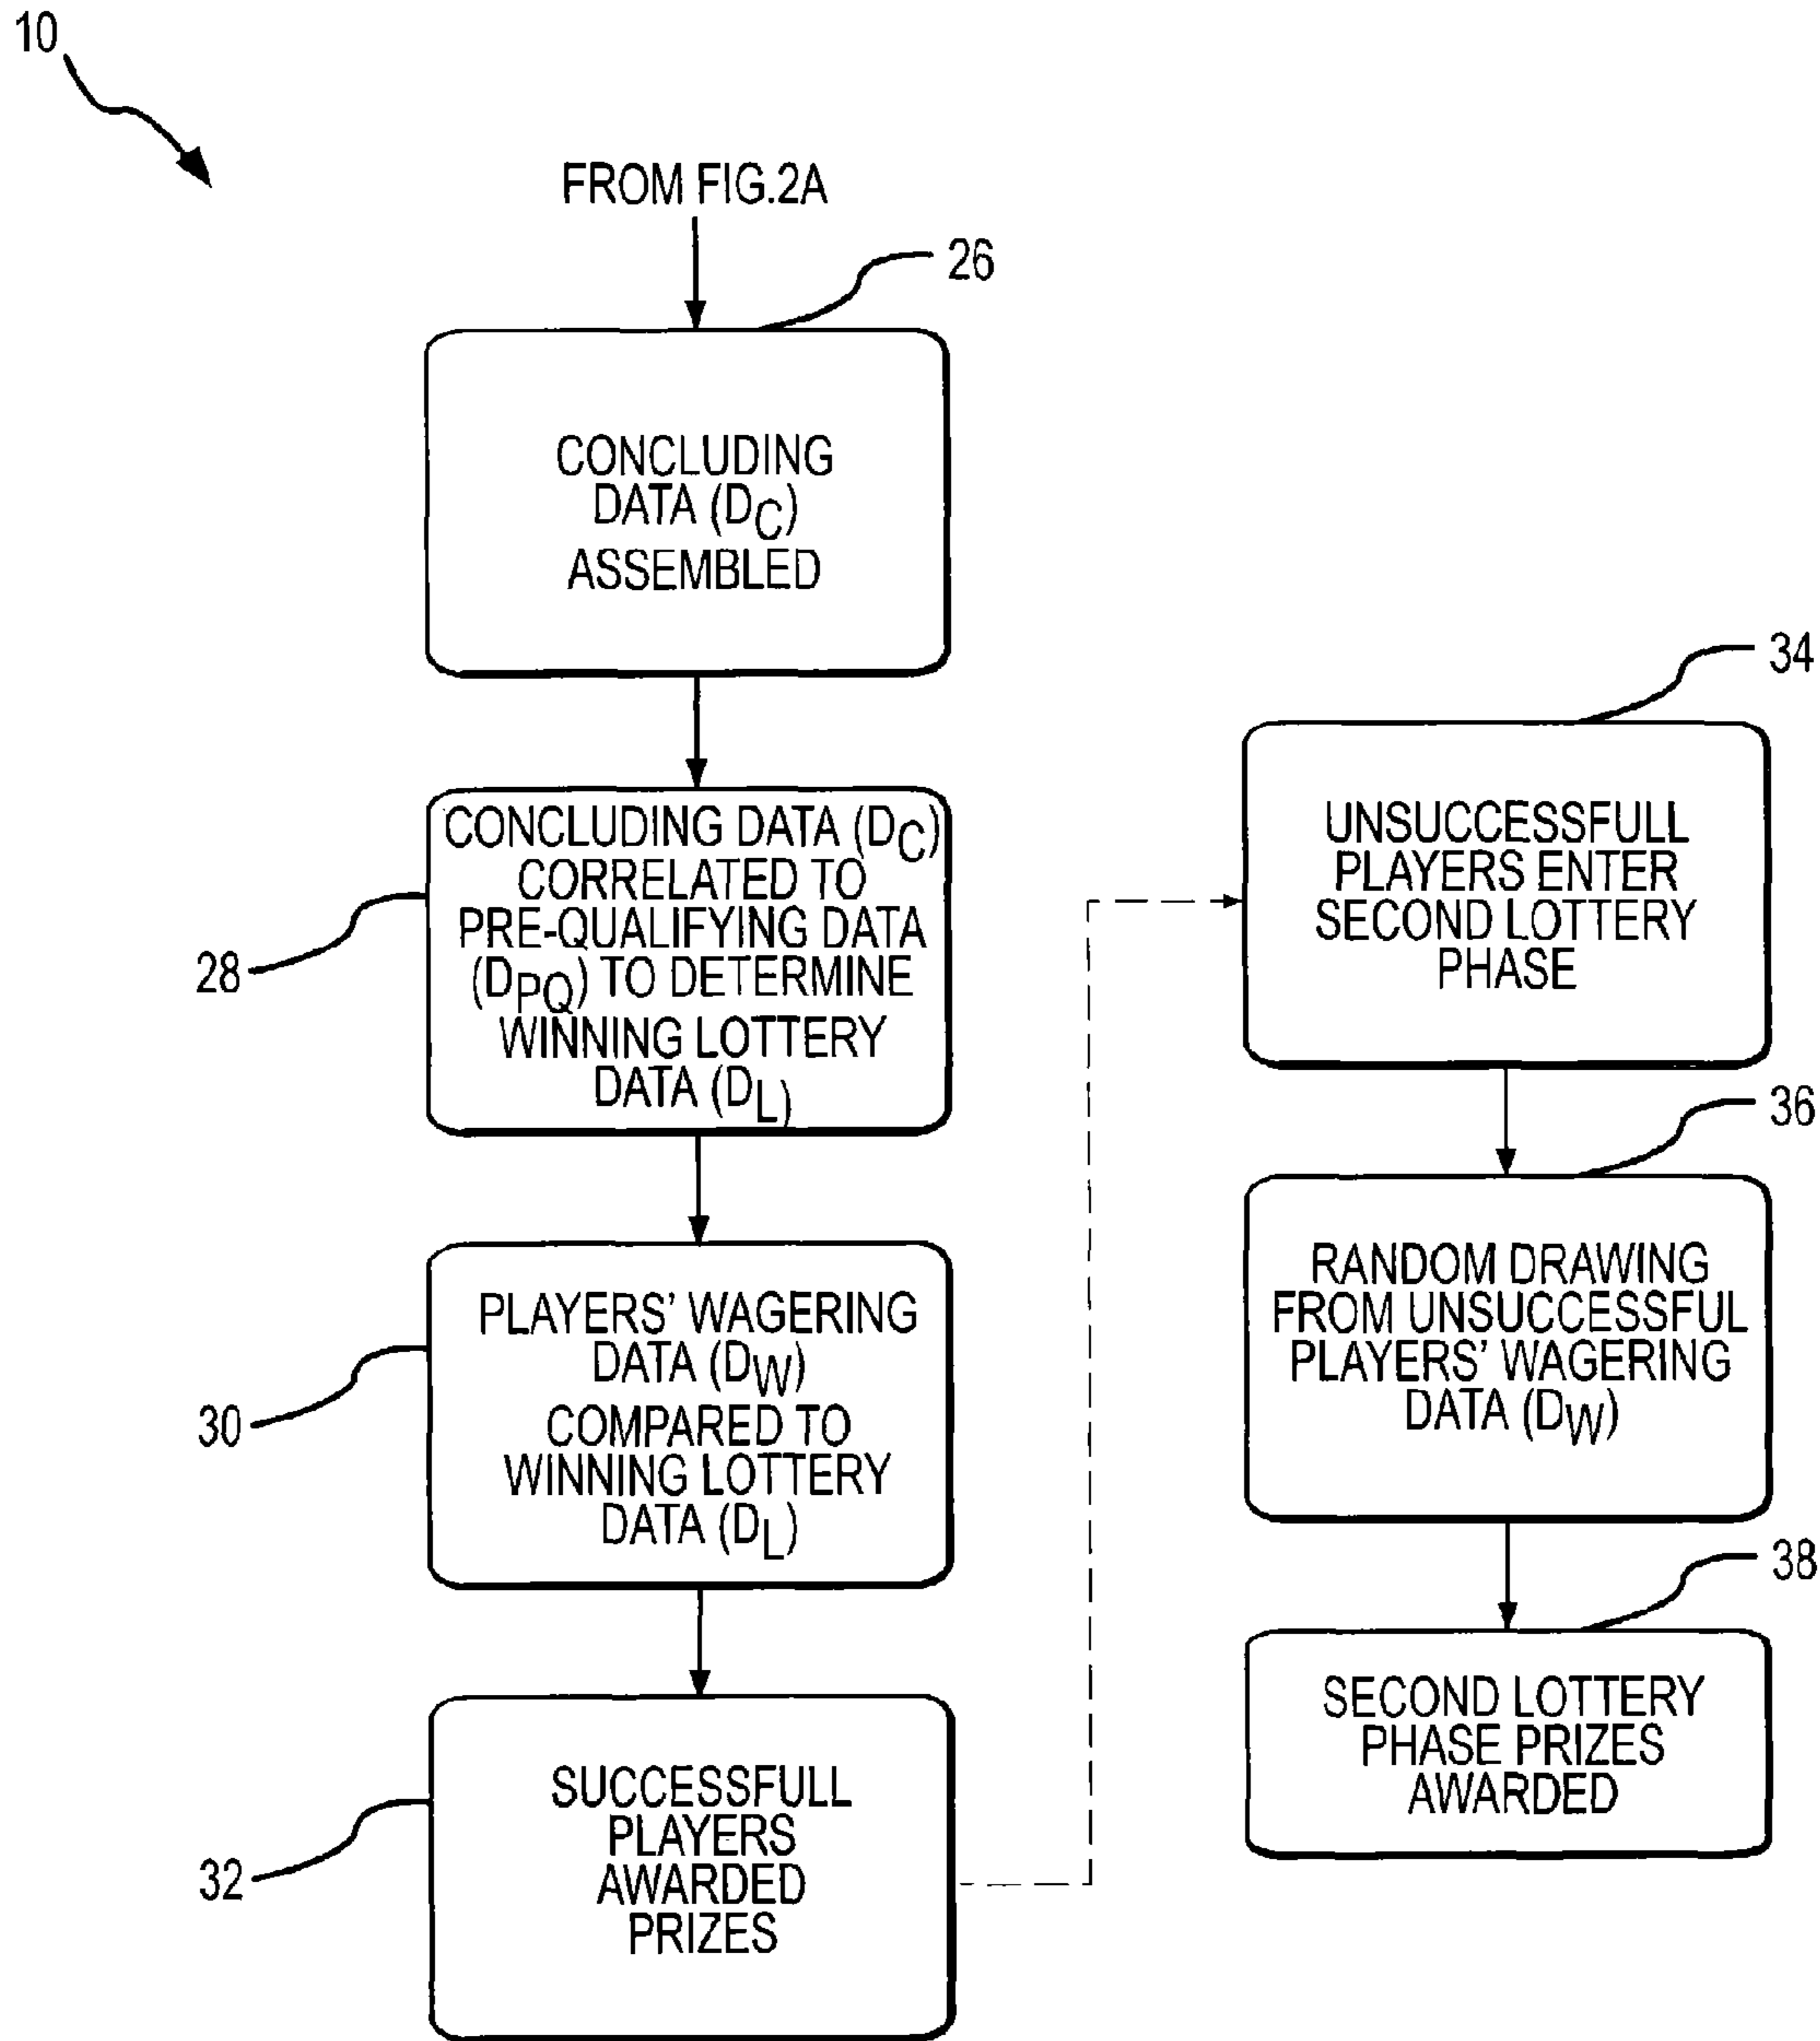 10
FROM FIG.2A
26
CONCLUDING
DATA (DC)
ASSEMBLED
CONCLUDING DATA (DC)
CORRELATED TO
PRE-QUALIFYING DATA
(DPQ) TO DETERMINE
WINNING LOTTERY
DATA (DL)
28
PLAYERS' WAGERING
DATA (DW)
COMPARED TO
WINNING LOTTERY
DATA (DL)
30
SUCCESSFULL
PLAYERS
AWARDED
PRIZES
32
34
UNSUCCESSFULL
PLAYERS ENTER
SECOND LOTTERY
PHASE
36
RANDOM DRAWING
FROM UNSUCCESSFUL
PLAYERS' WAGERING
DATA (DW)
38
SECOND LOTTERY
PHASE PRIZES
AWARDED